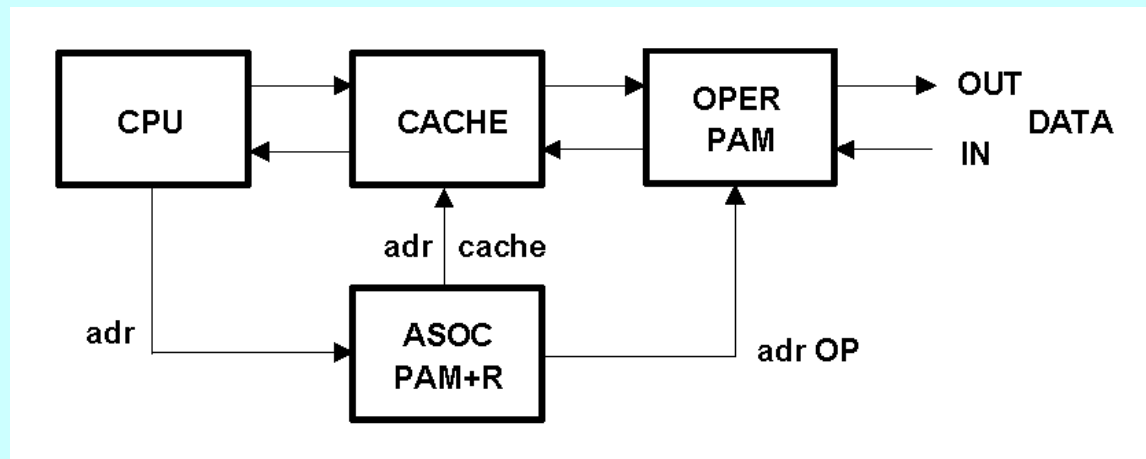 CPU
CACHE
OPER
PAM
OUT
DATA
IN
adr cache
adr
ASOC
PAM+R
adr OP